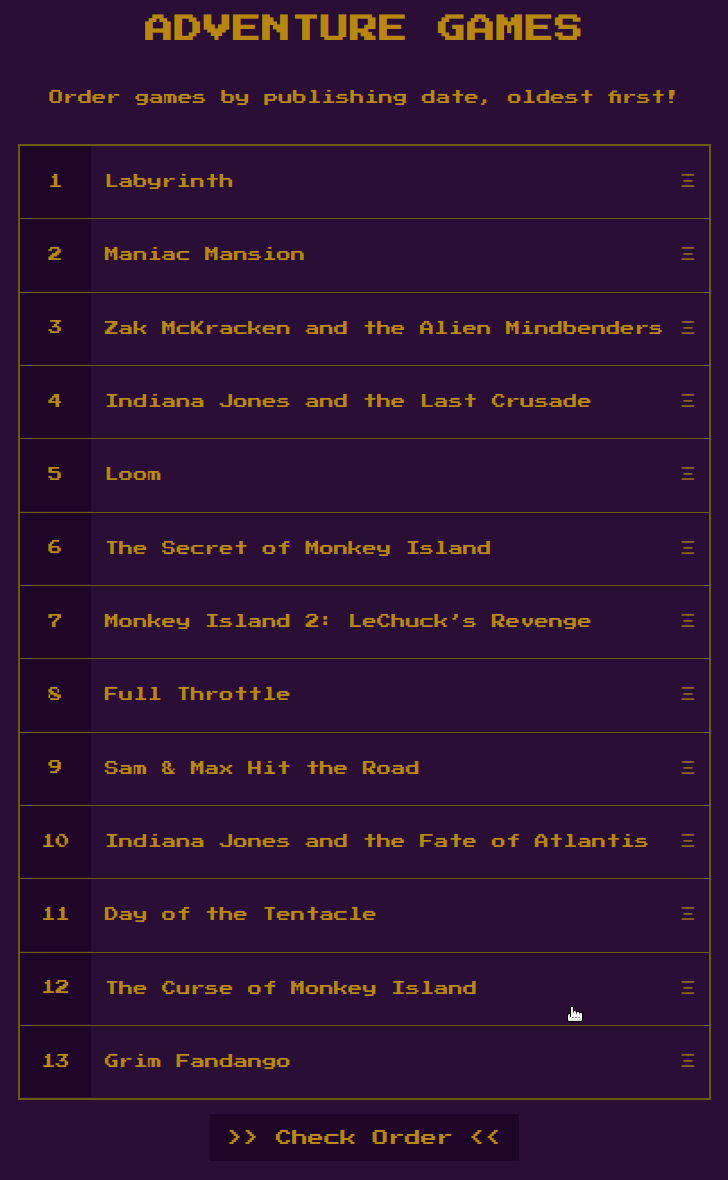 ADVENTURE GAMES
Order games by publishing date, oldest first!
1 Labyrinth Ξ
2 Maniac Mansion Ξ
3 Zak McKracken and the Alien Mindbenders Ξ
4 Indiana Jones and the Last Crusade Ξ
5 Loom Ξ
6 The Secret of Monkey Island Ξ
7 Monkey Island 2: LeChuck's Revenge Ξ
8 Full Throttle Ξ
9 Sam & Max Hit the Road Ξ
10 Indiana Jones and the Fate of Atlantis Ξ
11 Day of the Tentacle Ξ
12 The Curse of Monkey Island Ξ
13 Grim Fandango Ξ
>> Check Order <<